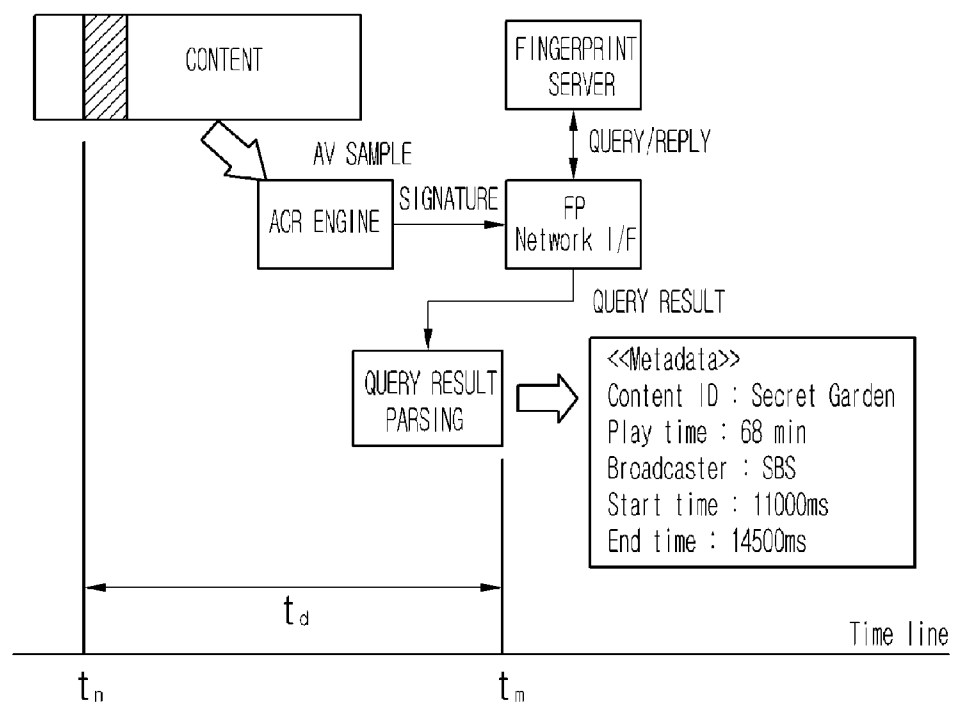 CONTENT
FINGERPRINT
SERVER
QUERY/REPLY
AV SAMPLE
ACR ENGINE
SIGNATURE
FP
Network I/F
QUERY RESULT
QUERY RESULT
PARSING
<<Metadata>>
Content ID : Secret Garden
Play time : 68 min
Broadcaster : SBS
Start time : 11000ms
End time : 14500ms
td
Time line
tn
tm